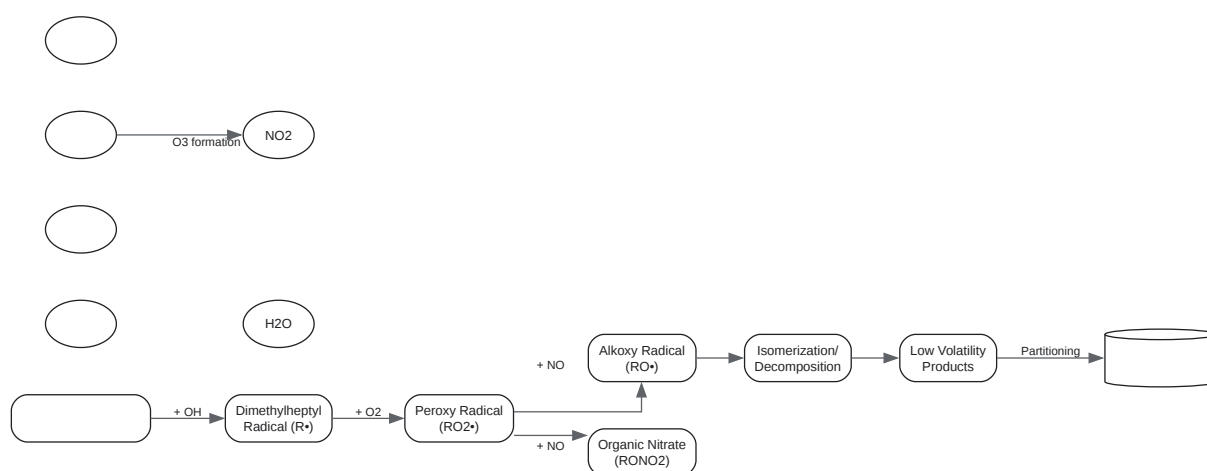 O3 formation
NO2
H2O
+ NO
Alkoxy Radical
(RO•)
Isomerization/
Decomposition
Low Volatility
Products
Partitioning
+ OH
Dimethylheptyl
Radical (R•)
+ O2
Peroxy Radical
(RO2•)
+ NO
Organic Nitrate
(RONO2)